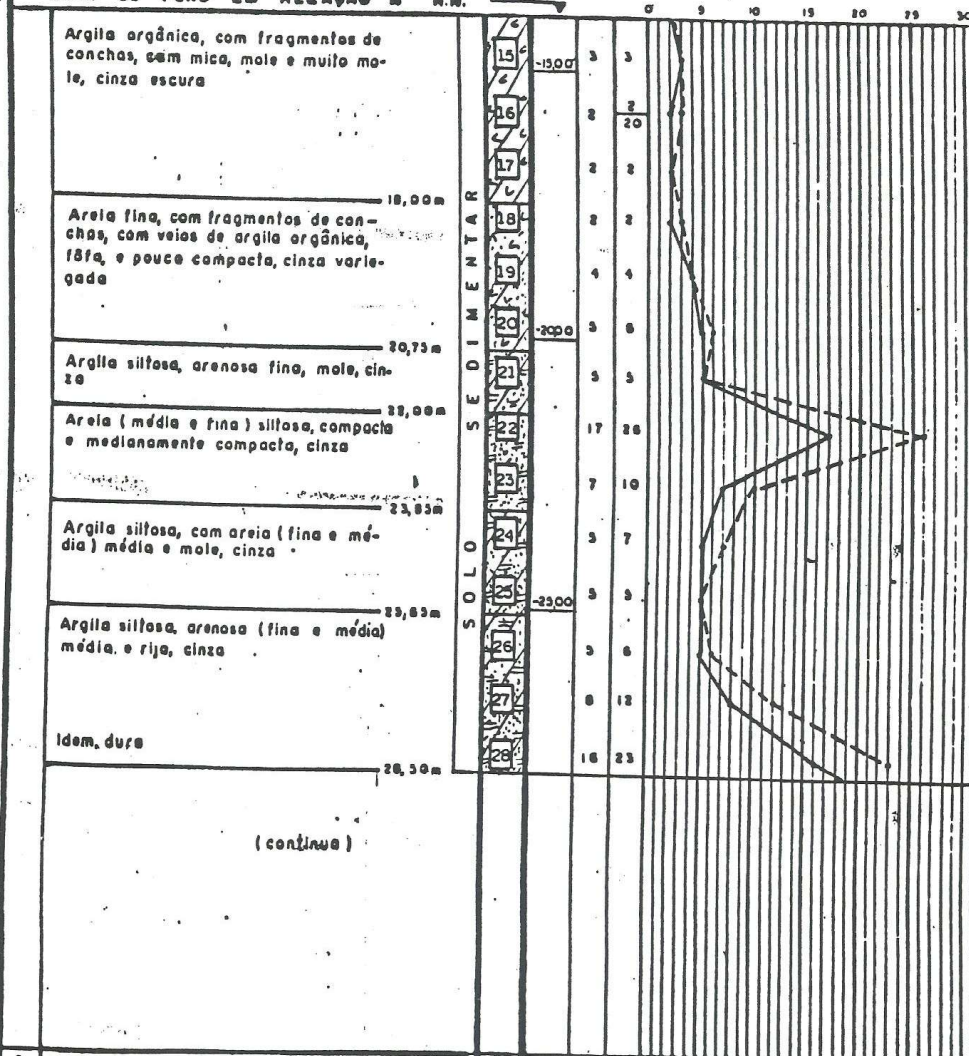 EM RELAÇÃO R.N.
0 5 10 15 20 25 30
Argila orgânica, com fragmentos de
conchas, com mica, mole e muito mo-
le, cinza escura
15 -15,00 3 3
16 2 2
20
17 2 2
18,00m
Areia fina, com fragmentos de con-
chas, com veios de argila orgânica,
fôfa, e pouco compacta, cinza varie-
gada
18 2 2
19 4 4
20 -20,00 5 6
20,75m
Argila siltosa, arenosa fina, mole, cin-
za
21 5 5
22,00m
Areia (média e fina) siltosa, compacta
e medianamente compacta, cinza
22 17 26
23 7 10
23,85m
Argila siltosa, com areia (fina e mé-
dia) média e mole, cinza
24 5 7
25 -25,00 5 5
25,85m
Argila siltosa, arenosa (fina e média)
média e rija, cinza
26 5 6
27 8 12
Idem, dura
28 16 23
28,50m
SOLO SEDIMENTAR
(continua)